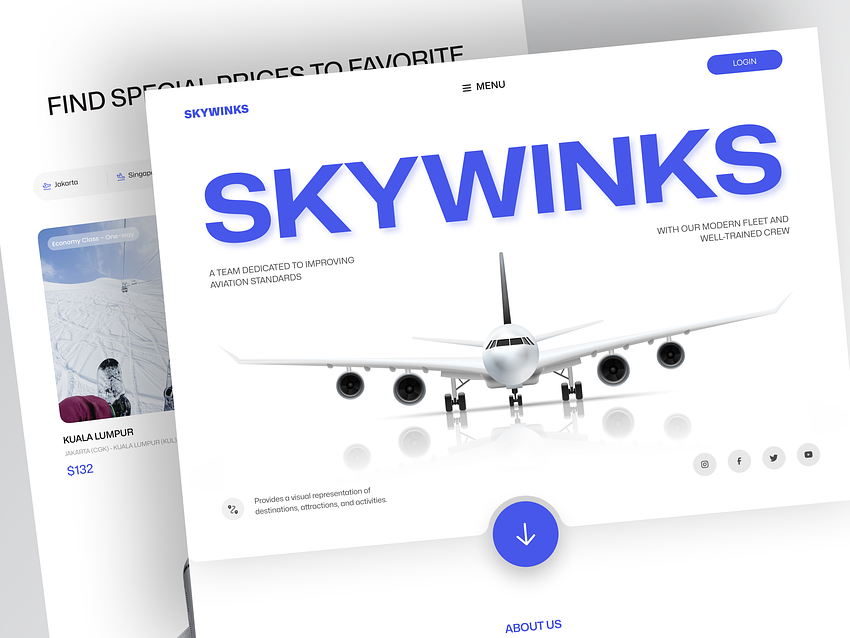 FIND SPECIAL PRICES TO FAVORITE
Jakarta
Economy Class - One-way
KUALA LUMPUR
JAKARTA (CGK) - KUALA LUMPUR (KUL)
$132
SKYWINKS
MENU
LOGIN
SKYWINKS
A TEAM DEDICATED TO IMPROVING
AVIATION STANDARDS
WITH OUR MODERN FLEET AND
WELL-TRAINED CREW
Provides a visual representation of
destinations, attractions, and activities.
ABOUT US